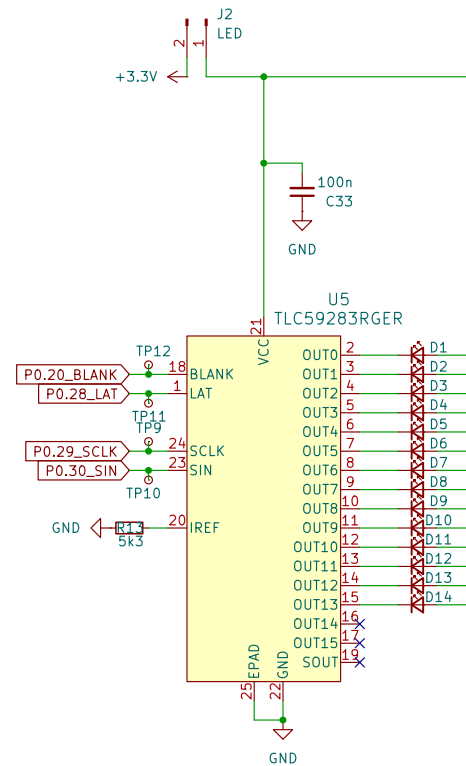 J2
LED
2
1
+3.3V
100n
C33
GND
U5
TLC59283RGER
21
VCC
TP12
P0.20_BLANK 18 BLANK
P0.28_LAT 1 LAT
TP11
TP9
P0.29_SCLK 24 SCLK
P0.30_SIN 23 SIN
TP10
GND R13 20 IREF
5k3
OUT0 2 D1
OUT1 3 D2
OUT2 4 D3
OUT3 5 D4
OUT4 6 D5
OUT5 7 D6
OUT6 8 D7
OUT7 9 D8
OUT8 10 D9
OUT9 11 D10
OUT10 12 D11
OUT11 13 D12
OUT12 14 D13
OUT13 15 D14
OUT14 16
OUT15 17
SOUT 19
EPAD GND
25 22
GND